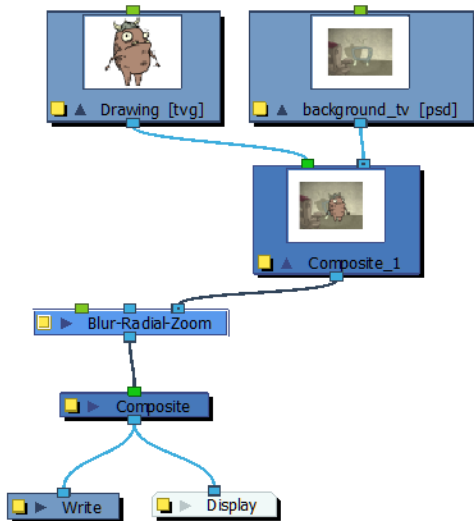 Drawing [tvg]
background_tv [psd]
Composite_1
Blur-Radial-Zoom
Composite
Write
Display